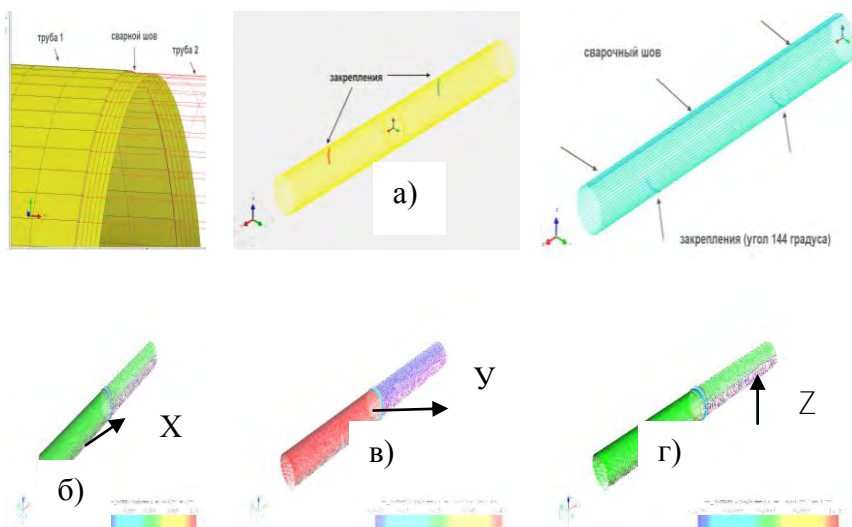 труба 1
сварной шов
труба 2
закрепления
а)
сварочный шов
закрепления (угол 144 градуса)
X
б)
У
в)
Z
г)